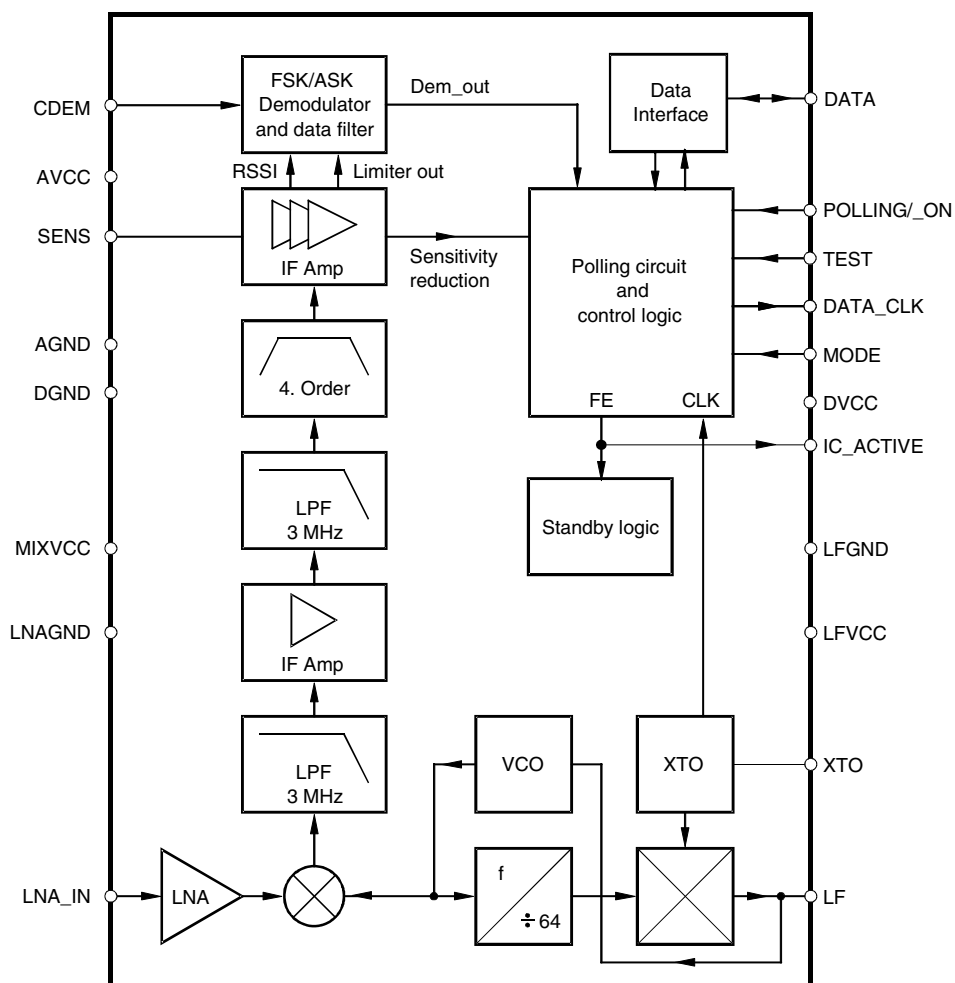 FSK/ASK
Demodulator
and data filter
Dem_out
Data
Interface
CDEM
DATA
RSSI
Limiter out
AVCC
POLLING/_ON
SENS
IF Amp
Sensitivity
reduction
Polling circuit
and
control logic
TEST
DATA_CLK
AGND
MODE
4. Order
DGND
FE
CLK
DVCC
IC_ACTIVE
LPF
3 MHz
Standby logic
MIXVCC
LFGND
LNAGND
IF Amp
LFVCC
LPF
3 MHz
VCO
XTO
XTO
LNA_IN
LNA
f
÷ 64
LF